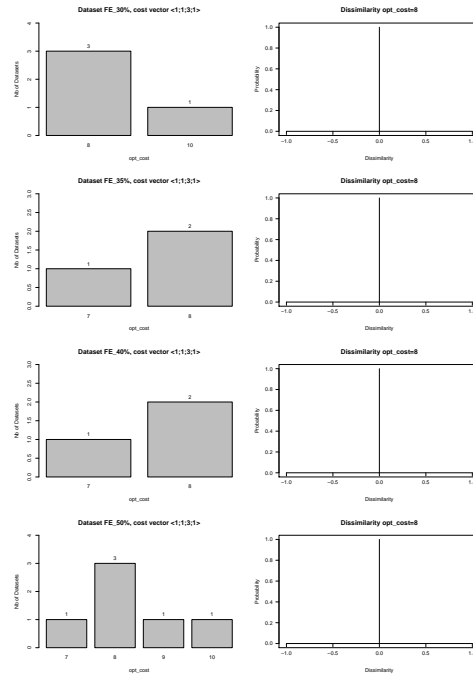 Dataset FE_30%, cost vector <1;1;3;1>
Nb of Datasets
0 1 2 3 4
3
1
8 10
opt_cost
Dissimilarity opt_cost=8
Probability
0.0 0.2 0.4 0.6 0.8 1.0
−1.0 −0.5 0.0 0.5 1.0
Dissimilarity
Dataset FE_35%, cost vector <1;1;3;1>
Nb of Datasets
0.0 0.5 1.0 1.5 2.0 2.5 3.0
1
2
7 8
opt_cost
Dissimilarity opt_cost=8
Probability
0.0 0.2 0.4 0.6 0.8 1.0
−1.0 −0.5 0.0 0.5 1.0
Dissimilarity
Dataset FE_40%, cost vector <1;1;3;1>
Nb of Datasets
0.0 0.5 1.0 1.5 2.0 2.5 3.0
1
2
7 8
opt_cost
Dissimilarity opt_cost=8
Probability
0.0 0.2 0.4 0.6 0.8 1.0
−1.0 −0.5 0.0 0.5 1.0
Dissimilarity
Dataset FE_50%, cost vector <1;1;3;1>
Nb of Datasets
0 1 2 3 4
1
3
1
1
7 8 9 10
opt_cost
Dissimilarity opt_cost=8
Probability
0.0 0.2 0.4 0.6 0.8 1.0
−1.0 −0.5 0.0 0.5 1.0
Dissimilarity